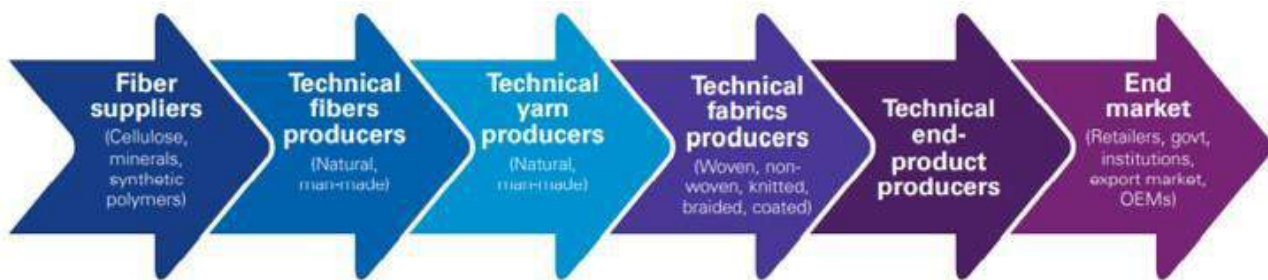 Fiber
suppliers
(Cellulose,
minerals,
synthetic
polymers)
Technical
fibers
producers
(Natural,
man-made)
Technical
yarn
producers
(Natural,
man-made)
Technical
fabrics
producers
(Woven, non-
woven, knitted,
braided, coated)
Technical
end-
product
producers
End
market
(Retailers, govt,
institutions,
export market,
OEMs)